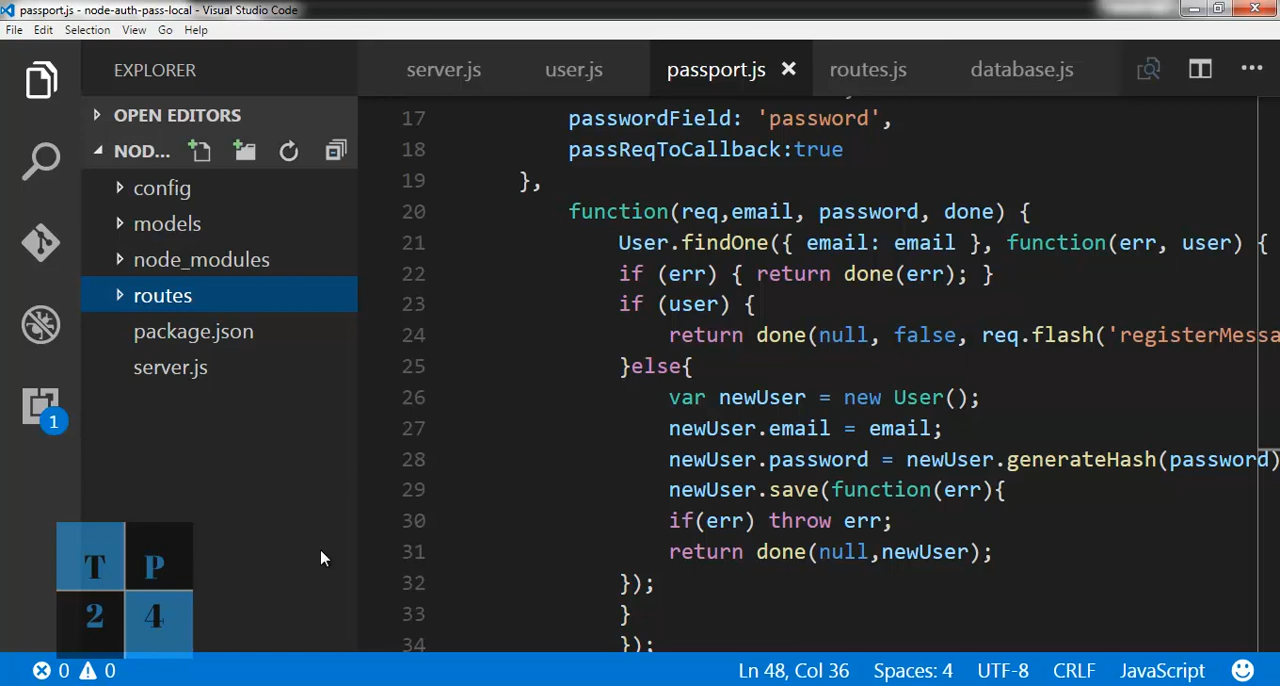 passport.js - node-auth-pass-local - Visual Studio Code
File Edit Selection View Go Help
EXPLORER
server.js user.js passport.js routes.js database.js
OPEN EDITORS
NOD...
config
models
node_modules
routes
package.json
server.js
1
17 passwordField: 'password',
18 passReqToCallback:true
19 },
20 function(req,email, password, done) {
21 User.findOne({ email: email }, function(err, user) {
22 if (err) { return done(err); }
23 if (user) {
24 return done(null, false, req.flash('registerMessa
25 }else{
26 var newUser = new User();
27 newUser.email = email;
28 newUser.password = newUser.generateHash(password)
29 newUser.save(function(err){
30 if(err) throw err;
31 return done(null,newUser);
32 });
33 }
34 });
T P
2 4
0 0 Ln 48, Col 36 Spaces: 4 UTF-8 CRLF JavaScript